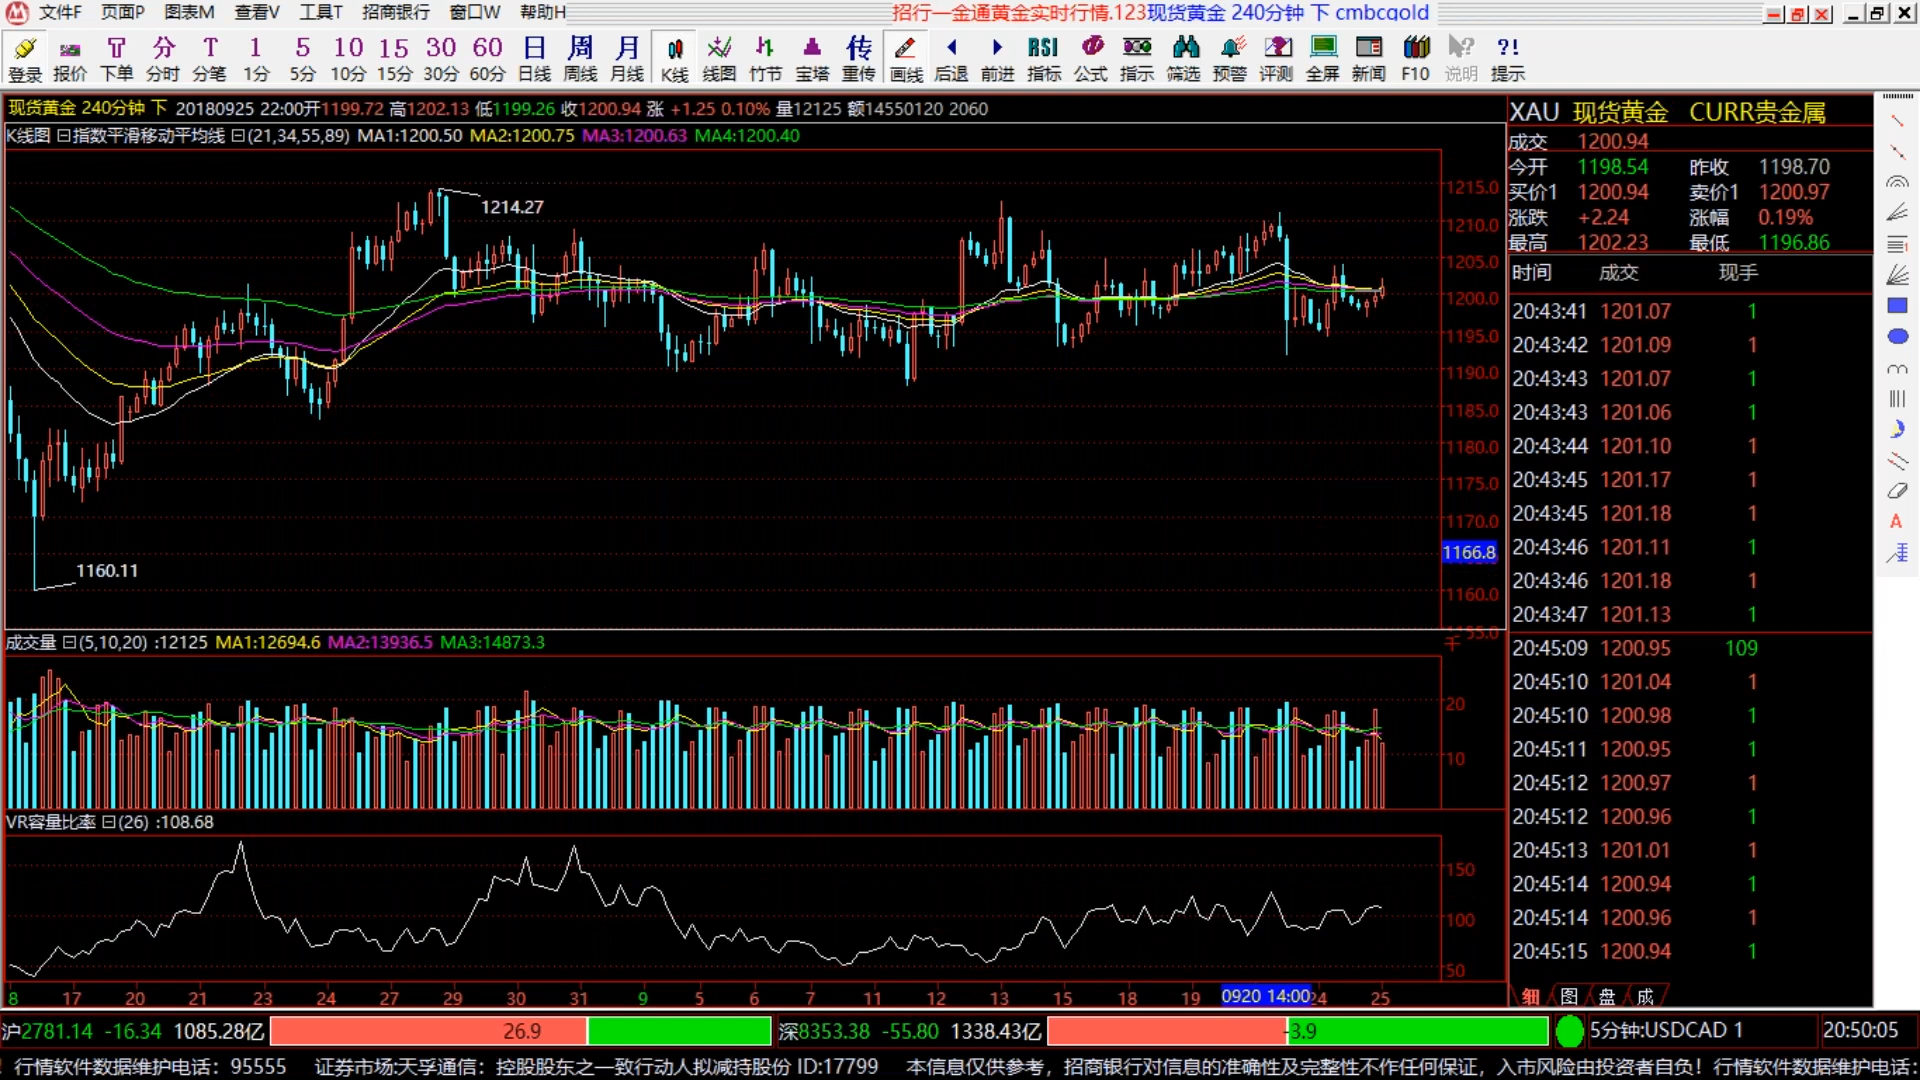 文件F 页面P 图表M 查看V 工具T 招商银行 窗口W 帮助H 招行—金通黄金实时行情.123现货黄金 240分钟 下 cmbcgold
T 分 T 1 5 10 15 30 60 日 周 月 传 RSI ?!
登录 报价 下单 分时 分笔 1分 5分 10分 15分 30分 60分 日线 周线 月线 K线 线图 竹节 宝塔 重传 画线 后退 前进 指标 公式 指示 筛选 预警 评测 全屏 新闻 F10 说明 提示
现货黄金 240分钟 下 20180925 22:00开1199.72 高1202.13 低1199.26 收1200.94 涨 +1.25 0.10% 量12125 额14550120 2060
K线图 日指数平滑移动平均线 日(21,34,55,89) MA1:1200.50 MA2:1200.75 MA3:1200.63 MA4:1200.40
1214.27
1160.11
1215.0
1210.0
1205.0
1200.0
1195.0
1190.0
1185.0
1180.0
1175.0
1170.0
1166.8
1160.0
成交量 日(5,10,20) :12125 MA1:12694.6 MA2:13936.5 MA3:14873.3
千
20
10
VR容量比率 日(26) :108.68
150
100
50
8 17 20 21 23 24 27 29 30 31 9 5 6 7 11 12 13 15 18 19 0920 14:00 24 25
XAU 现货黄金 CURR贵金属
成交 1200.94
今开 1198.54 昨收 1198.70
买价1 1200.94 卖价1 1200.97
涨跌 +2.24 涨幅 0.19%
最高 1202.23 最低 1196.86
时间 成交 现手
20:43:41 1201.07 1
20:43:42 1201.09 1
20:43:43 1201.07 1
20:43:43 1201.06 1
20:43:44 1201.10 1
20:43:45 1201.17 1
20:43:45 1201.18 1
20:43:46 1201.11 1
20:43:46 1201.18 1
20:43:47 1201.13 1
20:45:09 1200.95 109
20:45:10 1201.04 1
20:45:10 1200.98 1
20:45:11 1200.95 1
20:45:12 1200.97 1
20:45:12 1200.96 1
20:45:13 1201.01 1
20:45:14 1200.94 1
20:45:14 1200.96 1
20:45:15 1200.94 1
细 图 盘 成
A
沪2781.14 -16.34 1085.28亿 26.9 深8353.38 -55.80 1338.43亿 -3.9 5分钟:USDCAD 1 20:50:05
！行情软件数据维护电话：95555 证券市场:天孚通信：控股股东之一致行动人拟减持股份 ID:17799 本信息仅供参考，招商银行对信息的准确性及完整性不作任何保证，入市风险由投资者自负！行情软件数据维护电话：